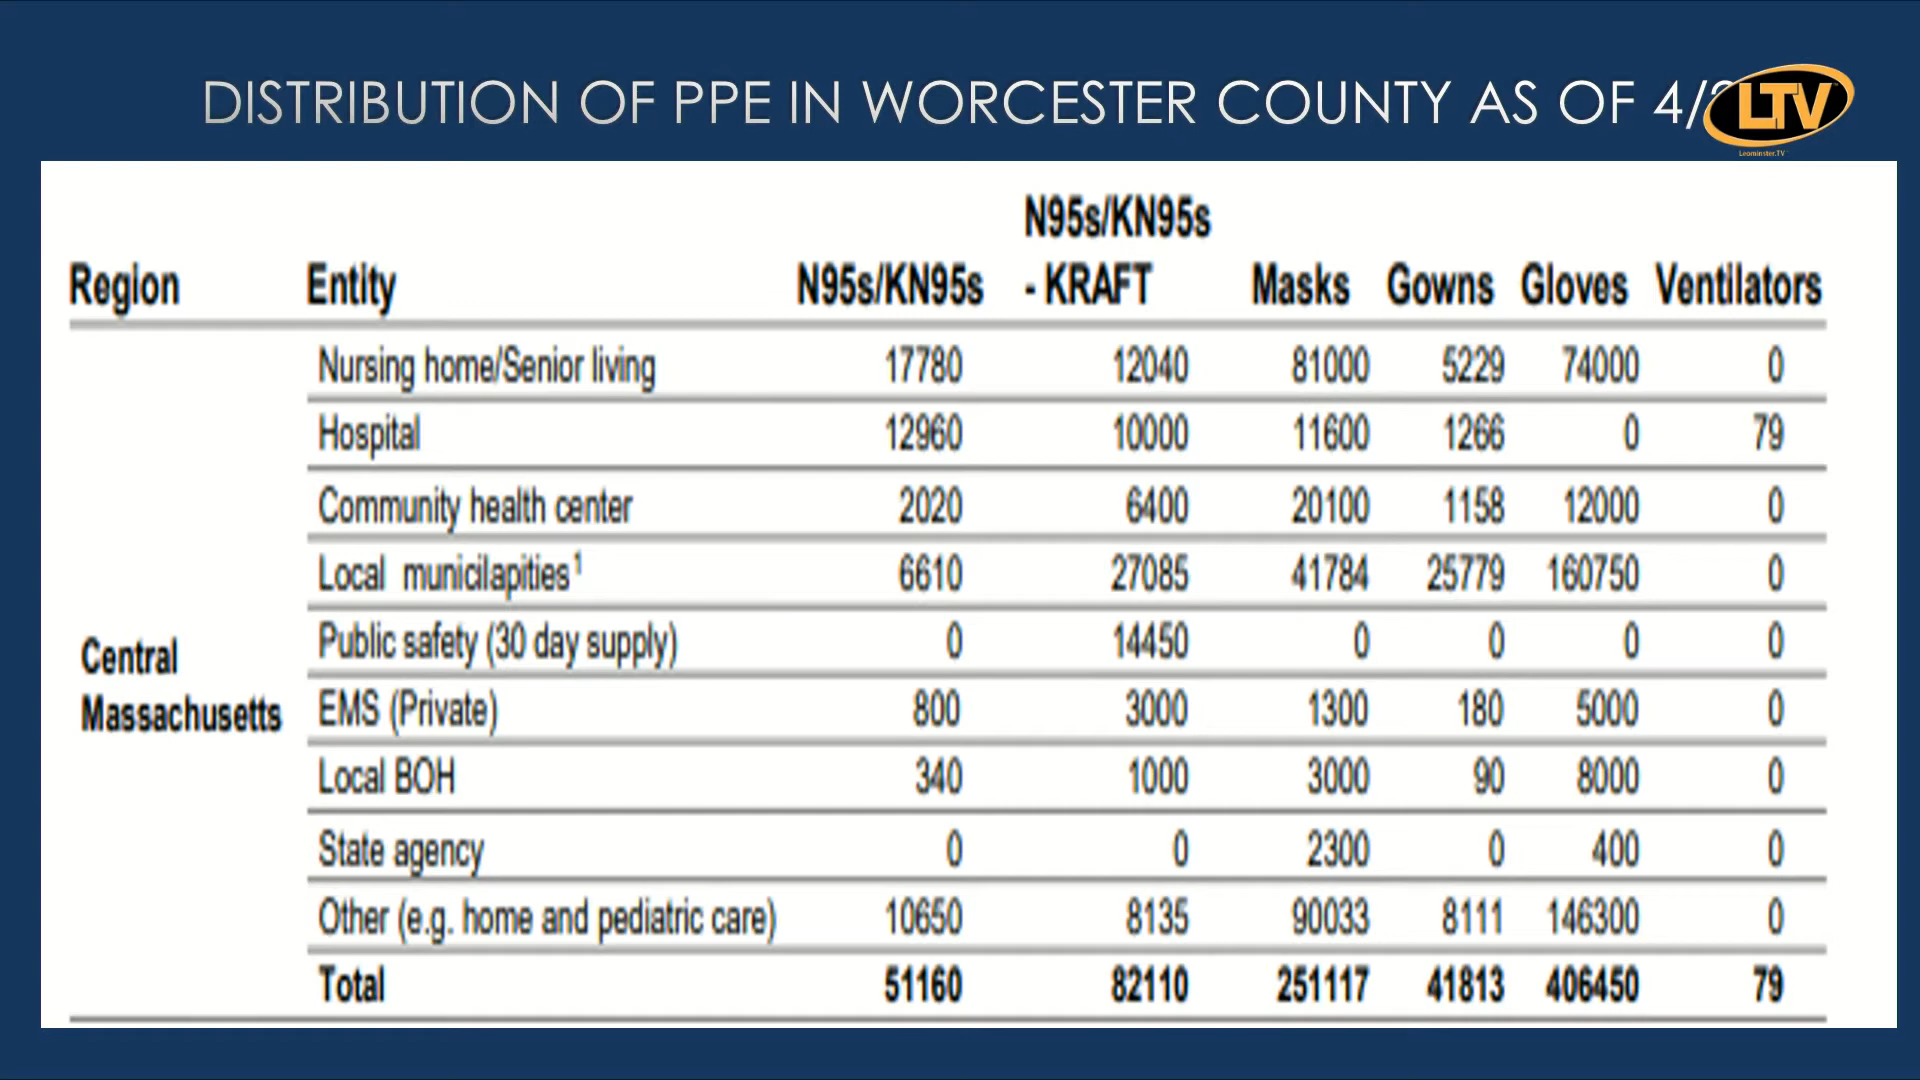 DISTRIBUTION OF PPE IN WORCESTER COUNTY AS OF 4/
LTV
Leominster.TV
Region Entity N95s/KN95s N95s/KN95s - KRAFT Masks Gowns Gloves Ventilators
Nursing home/Senior living 17780 12040 81000 5229 74000 0
Hospital 12960 10000 11600 1266 0 79
Community health center 2020 6400 20100 1158 12000 0
Local municilapities¹ 6610 27085 41784 25779 160750 0
Central Massachusetts
Public safety (30 day supply) 0 14450 0 0 0 0
EMS (Private) 800 3000 1300 180 5000 0
Local BOH 340 1000 3000 90 8000 0
State agency 0 0 2300 0 400 0
Other (e.g. home and pediatric care) 10650 8135 90033 8111 146300 0
Total 51160 82110 251117 41813 406450 79